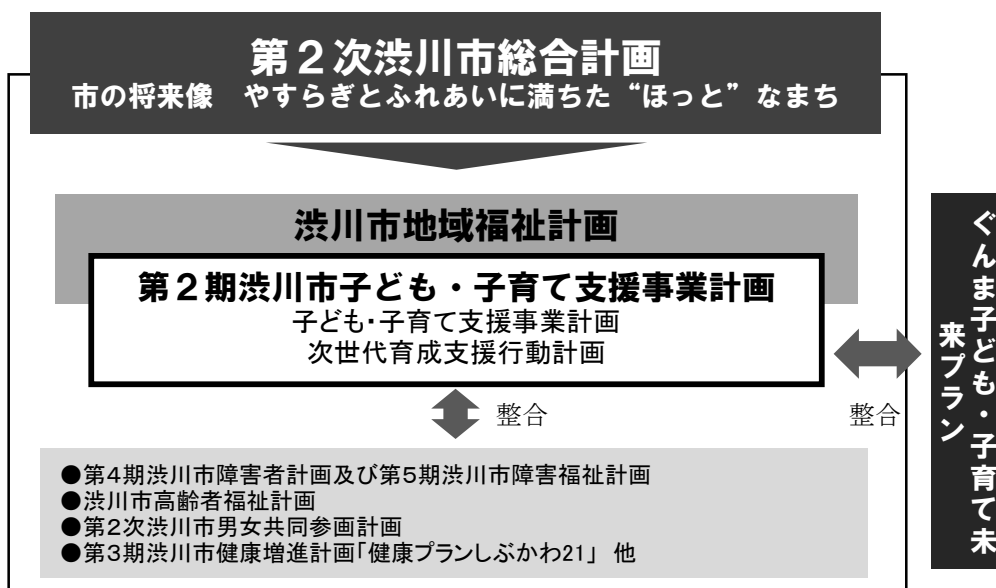 第２次渋川市総合計画
市の将来像　やすらぎとふれあいに満ちた“ほっと”なまち
渋川市地域福祉計画
第２期渋川市子ども・子育て支援事業計画
子ども・子育て支援事業計画
次世代育成支援行動計画
整合
整合
●第4期渋川市障害者計画及び第5期渋川市障害福祉計画
●渋川市高齢者福祉計画
●第2次渋川市男女共同参画計画
●第3期渋川市健康増進計画「健康プランしぶかわ21」 他
ぐんま子ども・子育て未
来プラン